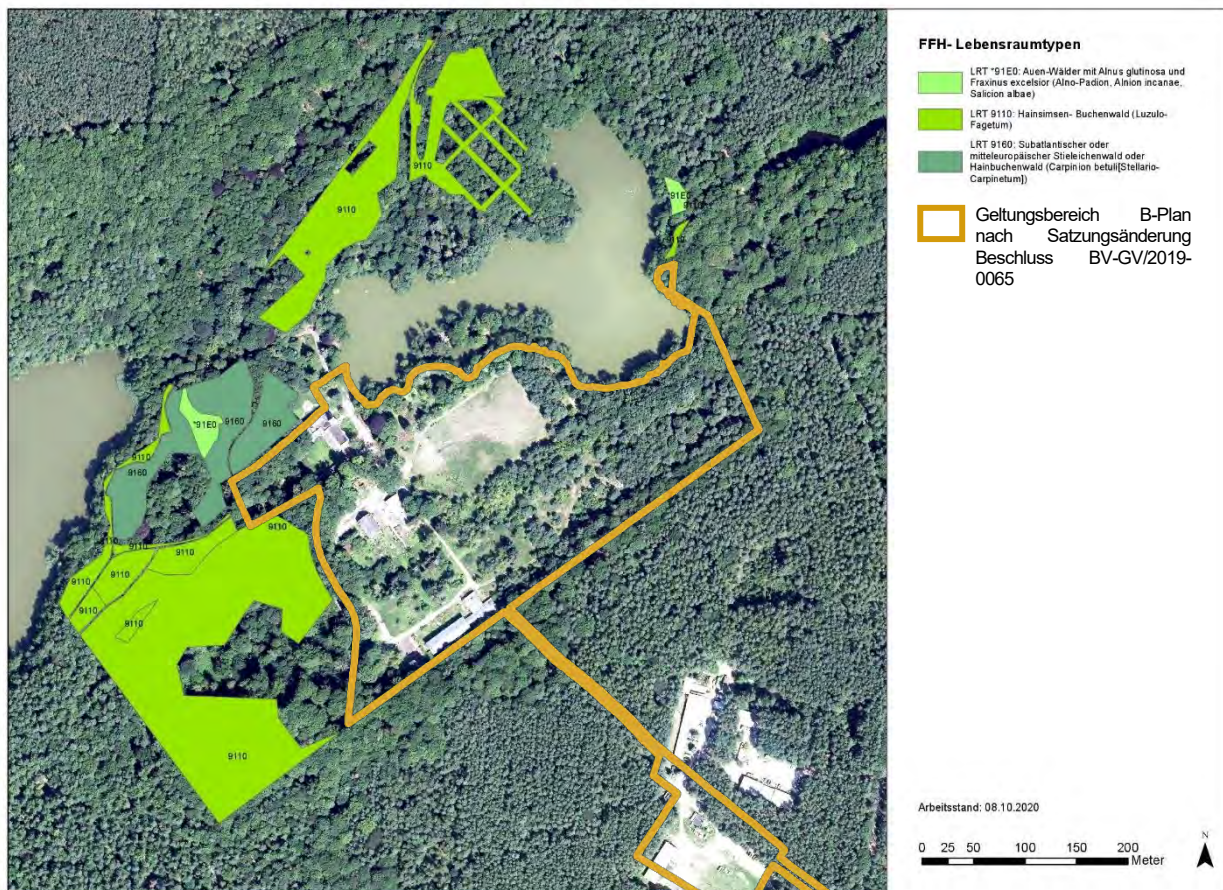 FFH- Lebensraumtypen
LRT *91E0: Auen-Wälder mit Alnus glutinosa und
Fraxinus excelsior (Alno-Padion, Alnion incanae,
Salicion albae)
LRT 9110: Hainsimsen- Buchenwald (Luzulo-
Fagetum)
LRT 9160: Subatlantischer oder
mitteleuropäischer Stieleichenwald oder
Hainbuchenwald (Carpinion betuli[Stellario-
Carpinetum])
Geltungsbereich B-Plan
nach Satzungsänderung
Beschluss BV-GV/2019-
0065
9110
9110
*91E0
9160
9160
9110
9160
9110
9110
9110
9110
9110
9110
9110
9110
Arbeitsstand: 08.10.2020
N
0 25 50 100 150 200
Meter